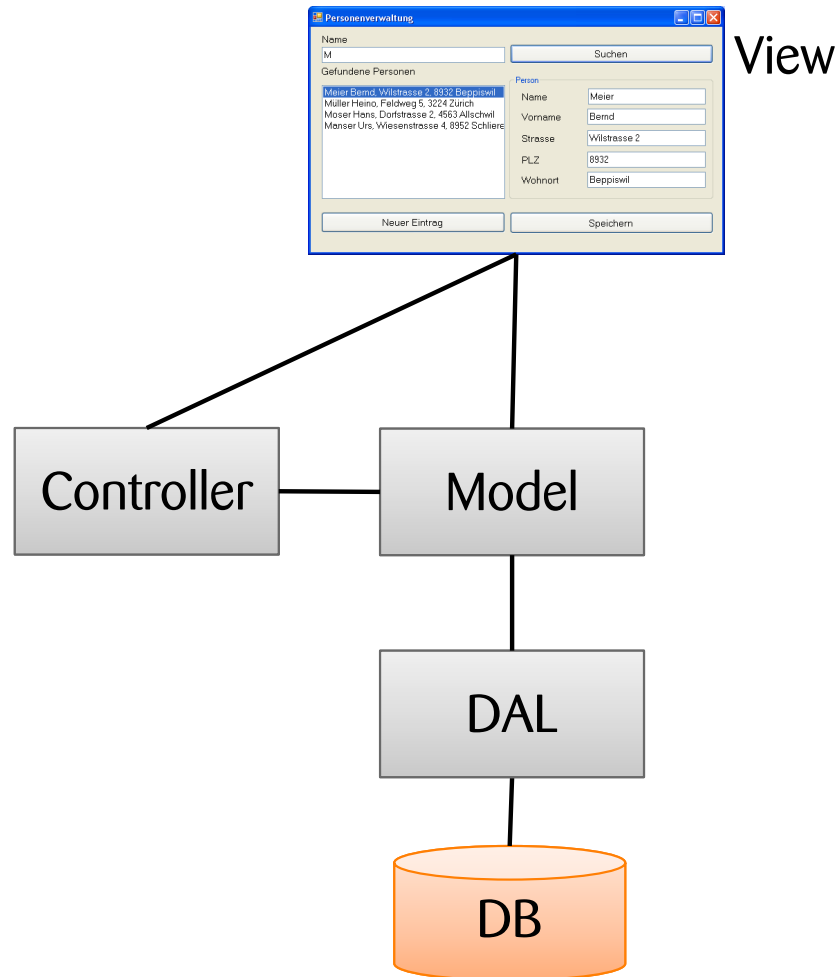 Personenverwaltung
Name
M
Suchen
View
Gefundene Personen
Person
Meier Bernd, Wilstrasse 2, 8932 Beppiswil
Müller Heino, Feldweg 5, 3224 Zürich
Moser Hans, Dorfstrasse 2, 4563 Allschwil
Manser Urs, Wiesenstrasse 4, 8952 Schliere
Name Meier
Vorname Bernd
Strasse Wilstrasse 2
PLZ 8932
Wohnort Beppiswil
Neuer Eintrag
Speichern
Controller
Model
DAL
DB